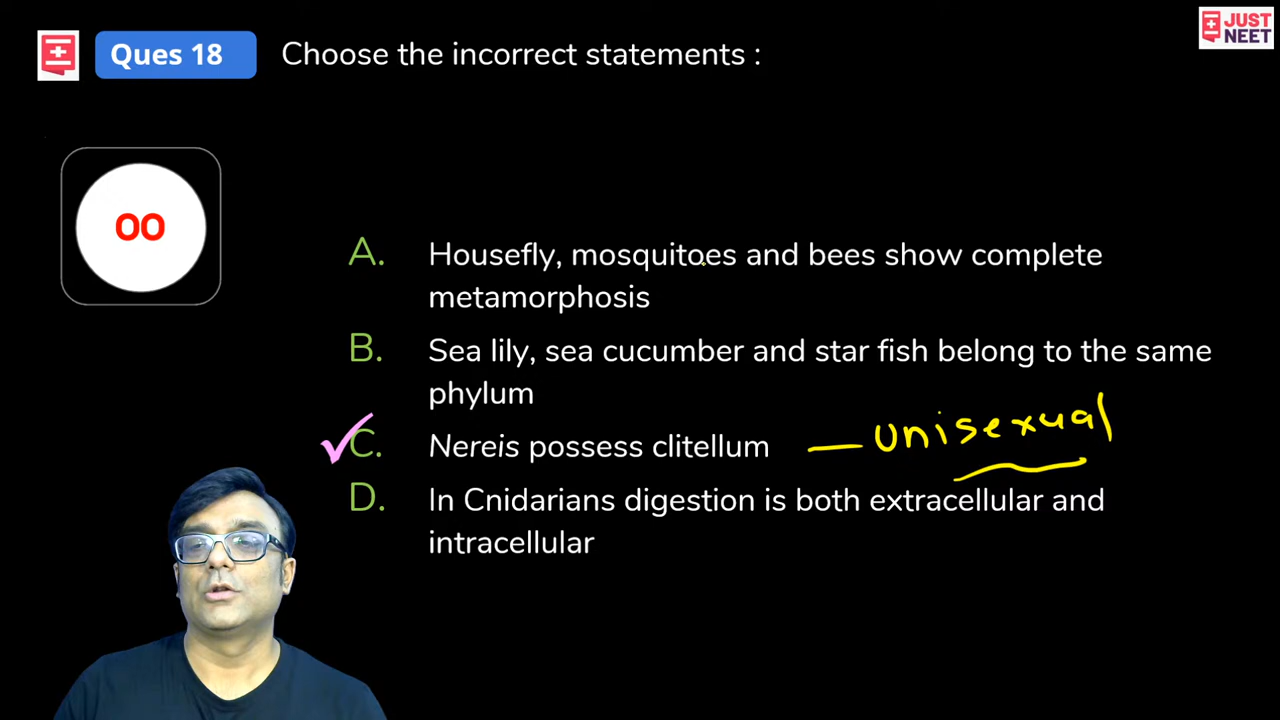 Ques 18 Choose the incorrect statements :
JUST
NEET
00
A. Housefly, mosquitoes and bees show complete
metamorphosis
B. Sea lily, sea cucumber and star fish belong to the same
phylum
C. Nereis possess clitellum — unisexual
D. In Cnidarians digestion is both extracellular and
intracellular